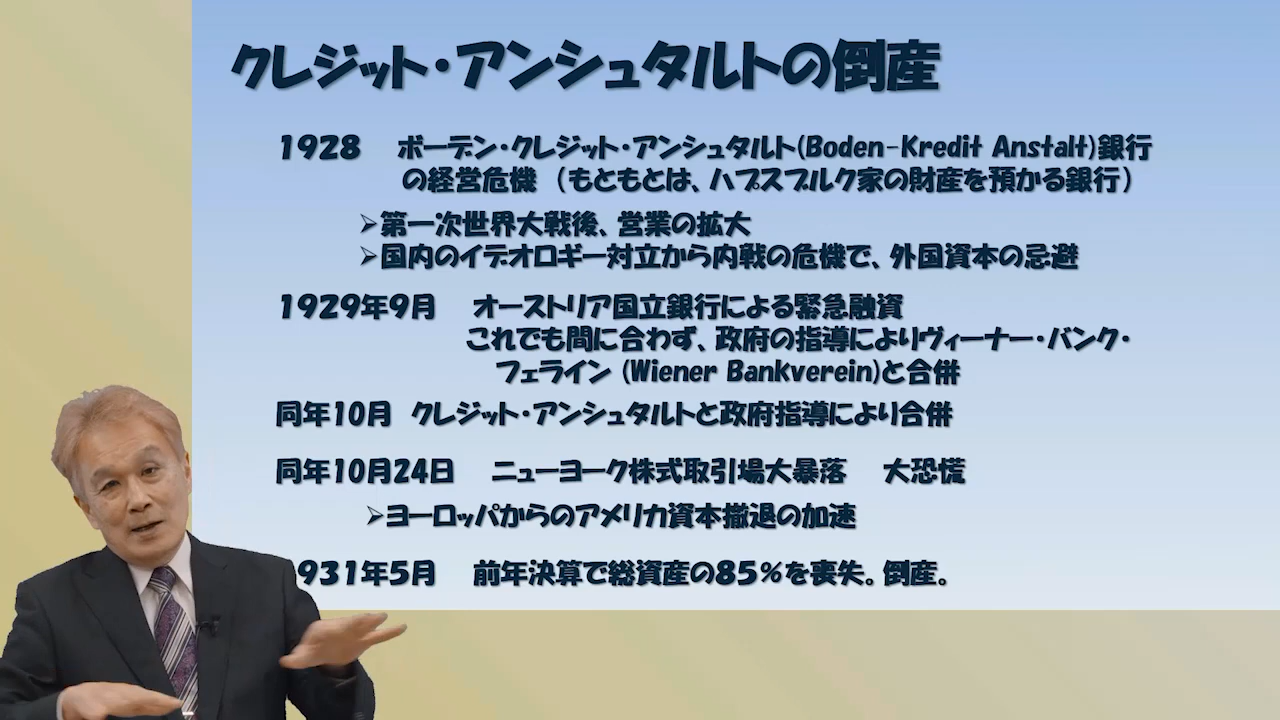 クレジット・アンシュタルトの倒産
1928 ボーデン・クレジット・アンシュタルト(Boden-Kredit Anstalt)銀行
の経営危機 （もともとは、ハプスブルク家の財産を預かる銀行）
➢第一次世界大戦後、営業の拡大
➢国内のイデオロギー対立から内戦の危機で、外国資本の忌避
1929年9月 オーストリア国立銀行による緊急融資
これでも間に合わず、政府の指導によりヴィーナー・バンク・
フェライン (Wiener Bankverein)と合併
同年10月 クレジット・アンシュタルトと政府指導により合併
同年10月24日 ニューヨーク株式取引場大暴落 大恐慌
➢ヨーロッパからのアメリカ資本撤退の加速
931年5月 前年決算で総資産の85％を喪失。倒産。